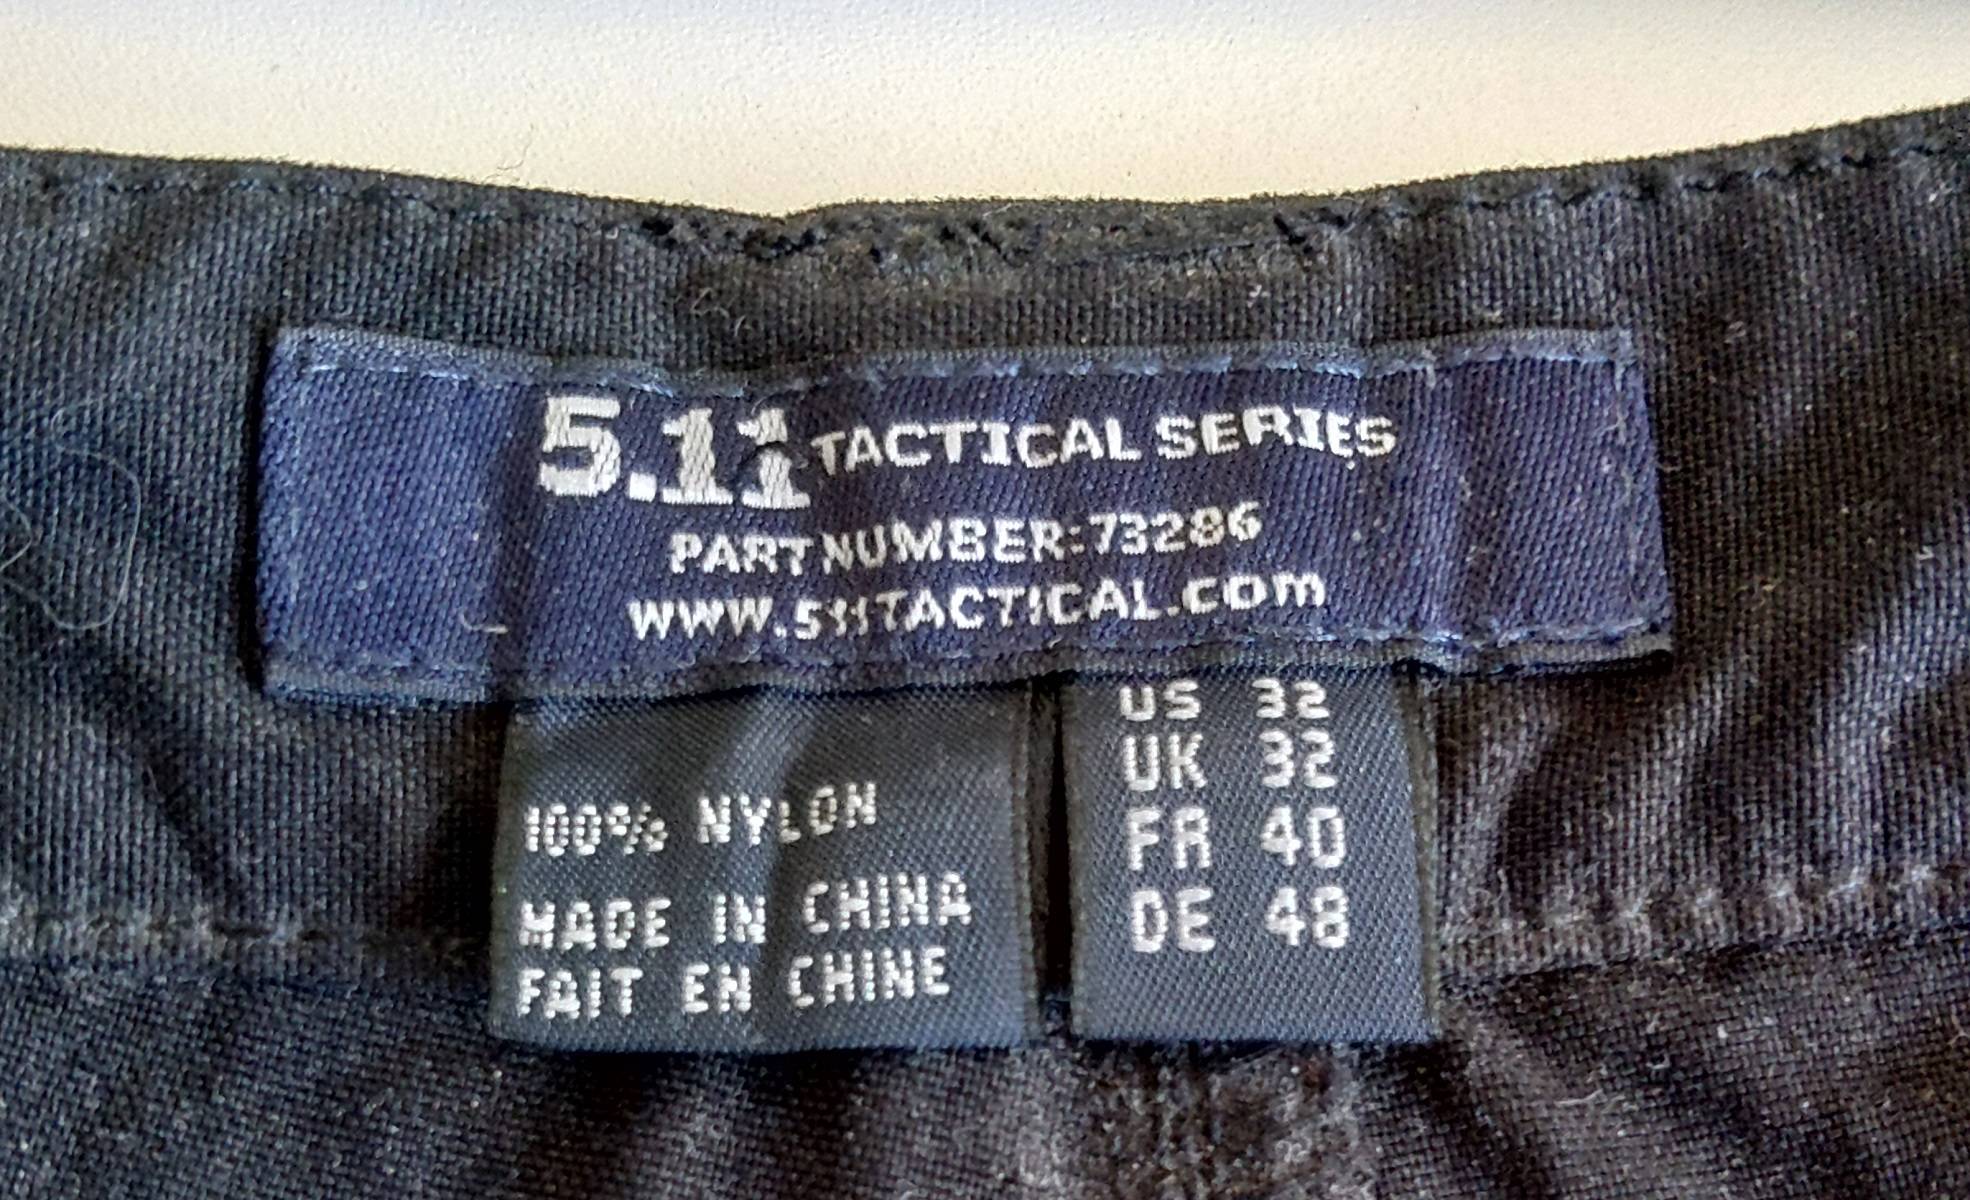 5.11 TACTICAL SERIES
PART NUMBER:73286
WWW.511TACTICAL.com
100% NYLON
MADE IN CHINA
FAIT EN CHINE
US 32
UK 32
FR 40
DE 48